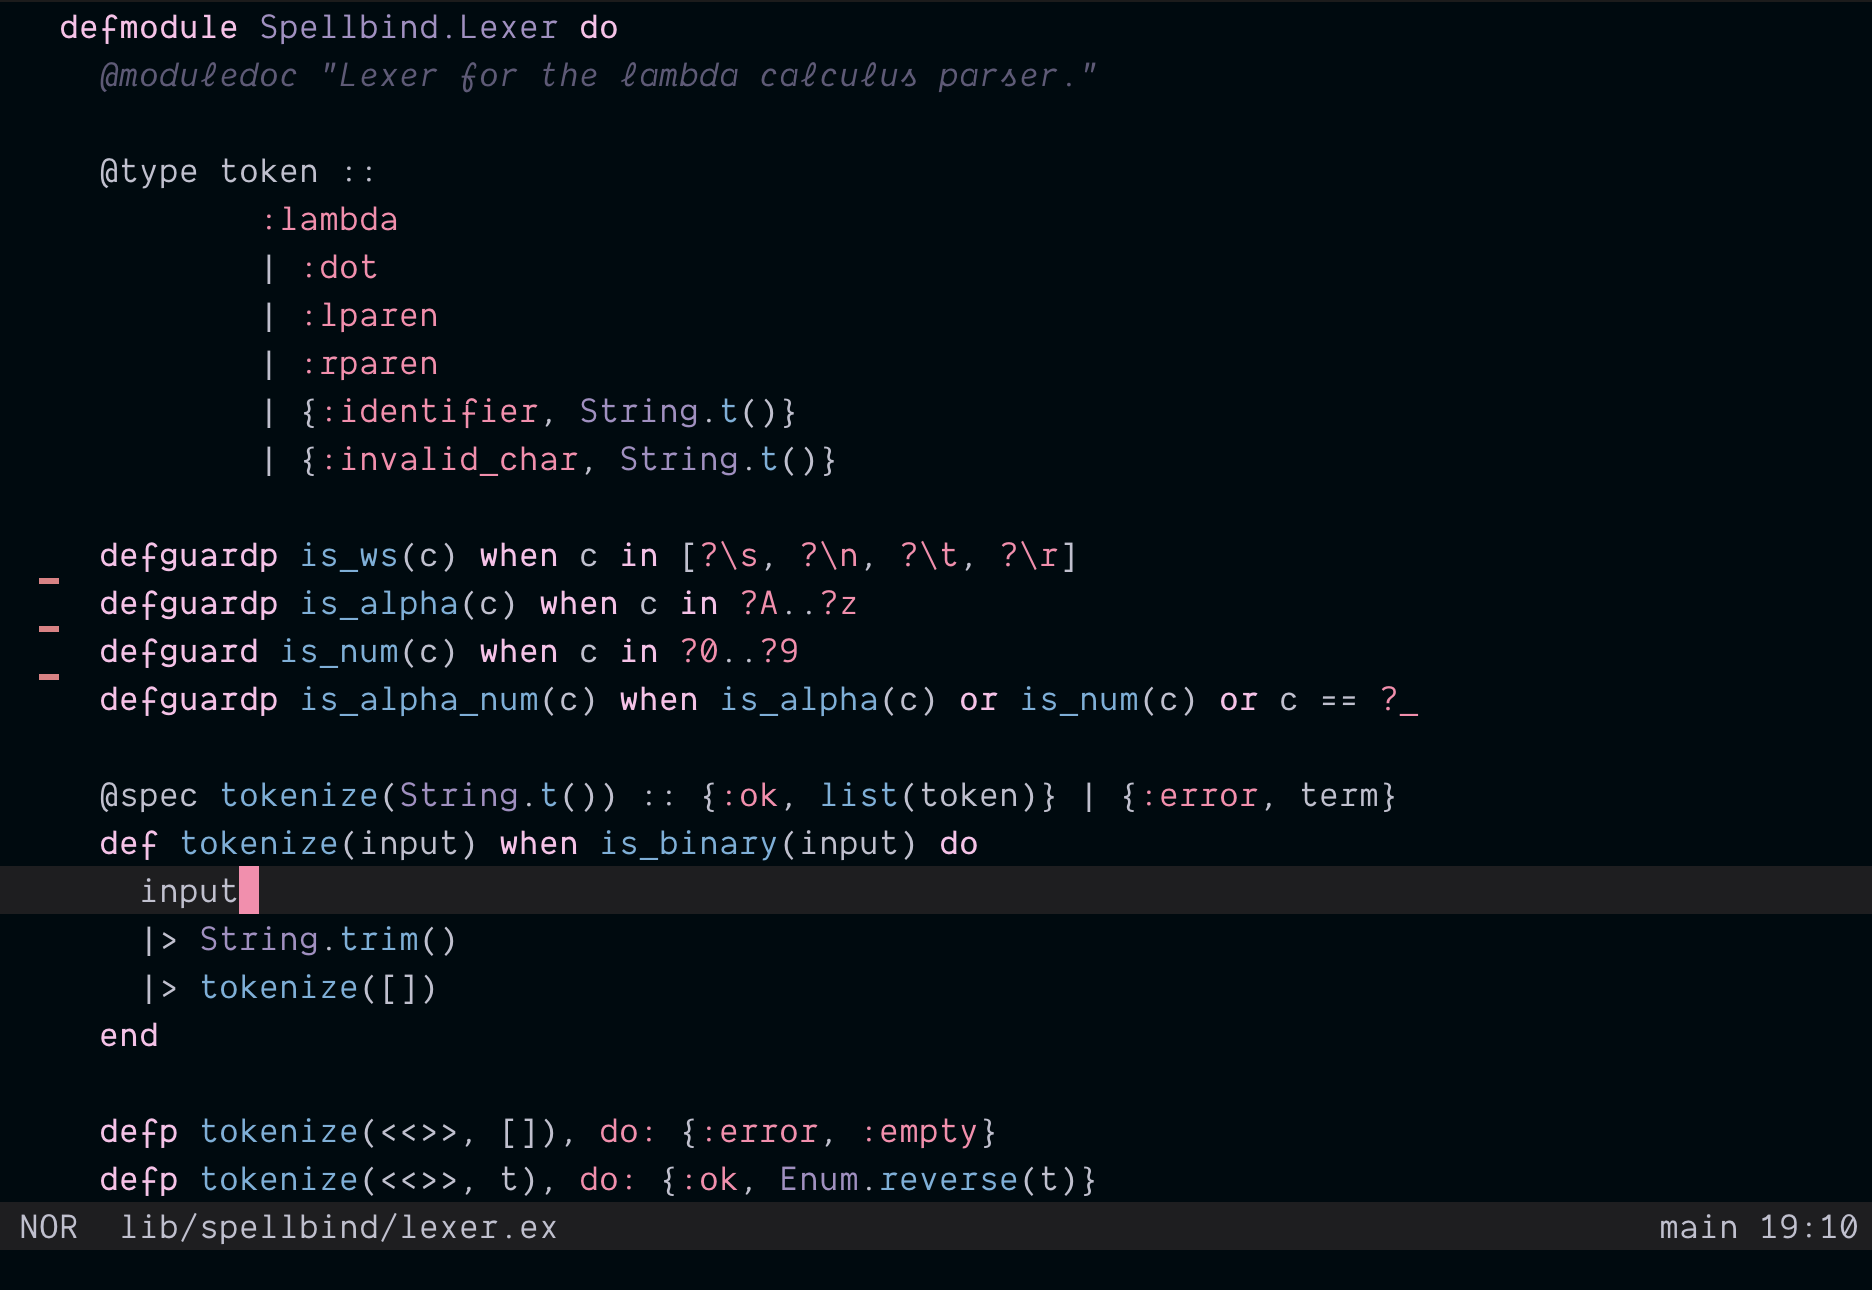 defmodule Spellbind.Lexer do
  @moduledoc "Lexer for the lambda calculus parser."

  @type token ::
          :lambda
          | :dot
          | :lparen
          | :rparen
          | {:identifier, String.t()}
          | {:invalid_char, String.t()}

  defguardp is_ws(c) when c in [?\s, ?\n, ?\t, ?\r]
  defguardp is_alpha(c) when c in ?A..?z
  defguard is_num(c) when c in ?0..?9
  defguardp is_alpha_num(c) when is_alpha(c) or is_num(c) or c == ?_

  @spec tokenize(String.t()) :: {:ok, list(token)} | {:error, term}
  def tokenize(input) when is_binary(input) do
    input
    |> String.trim()
    |> tokenize([])
  end

  defp tokenize(<<>>, []), do: {:error, :empty}
  defp tokenize(<<>>, t), do: {:ok, Enum.reverse(t)}
NOR  lib/spellbind/lexer.ex main 19:10